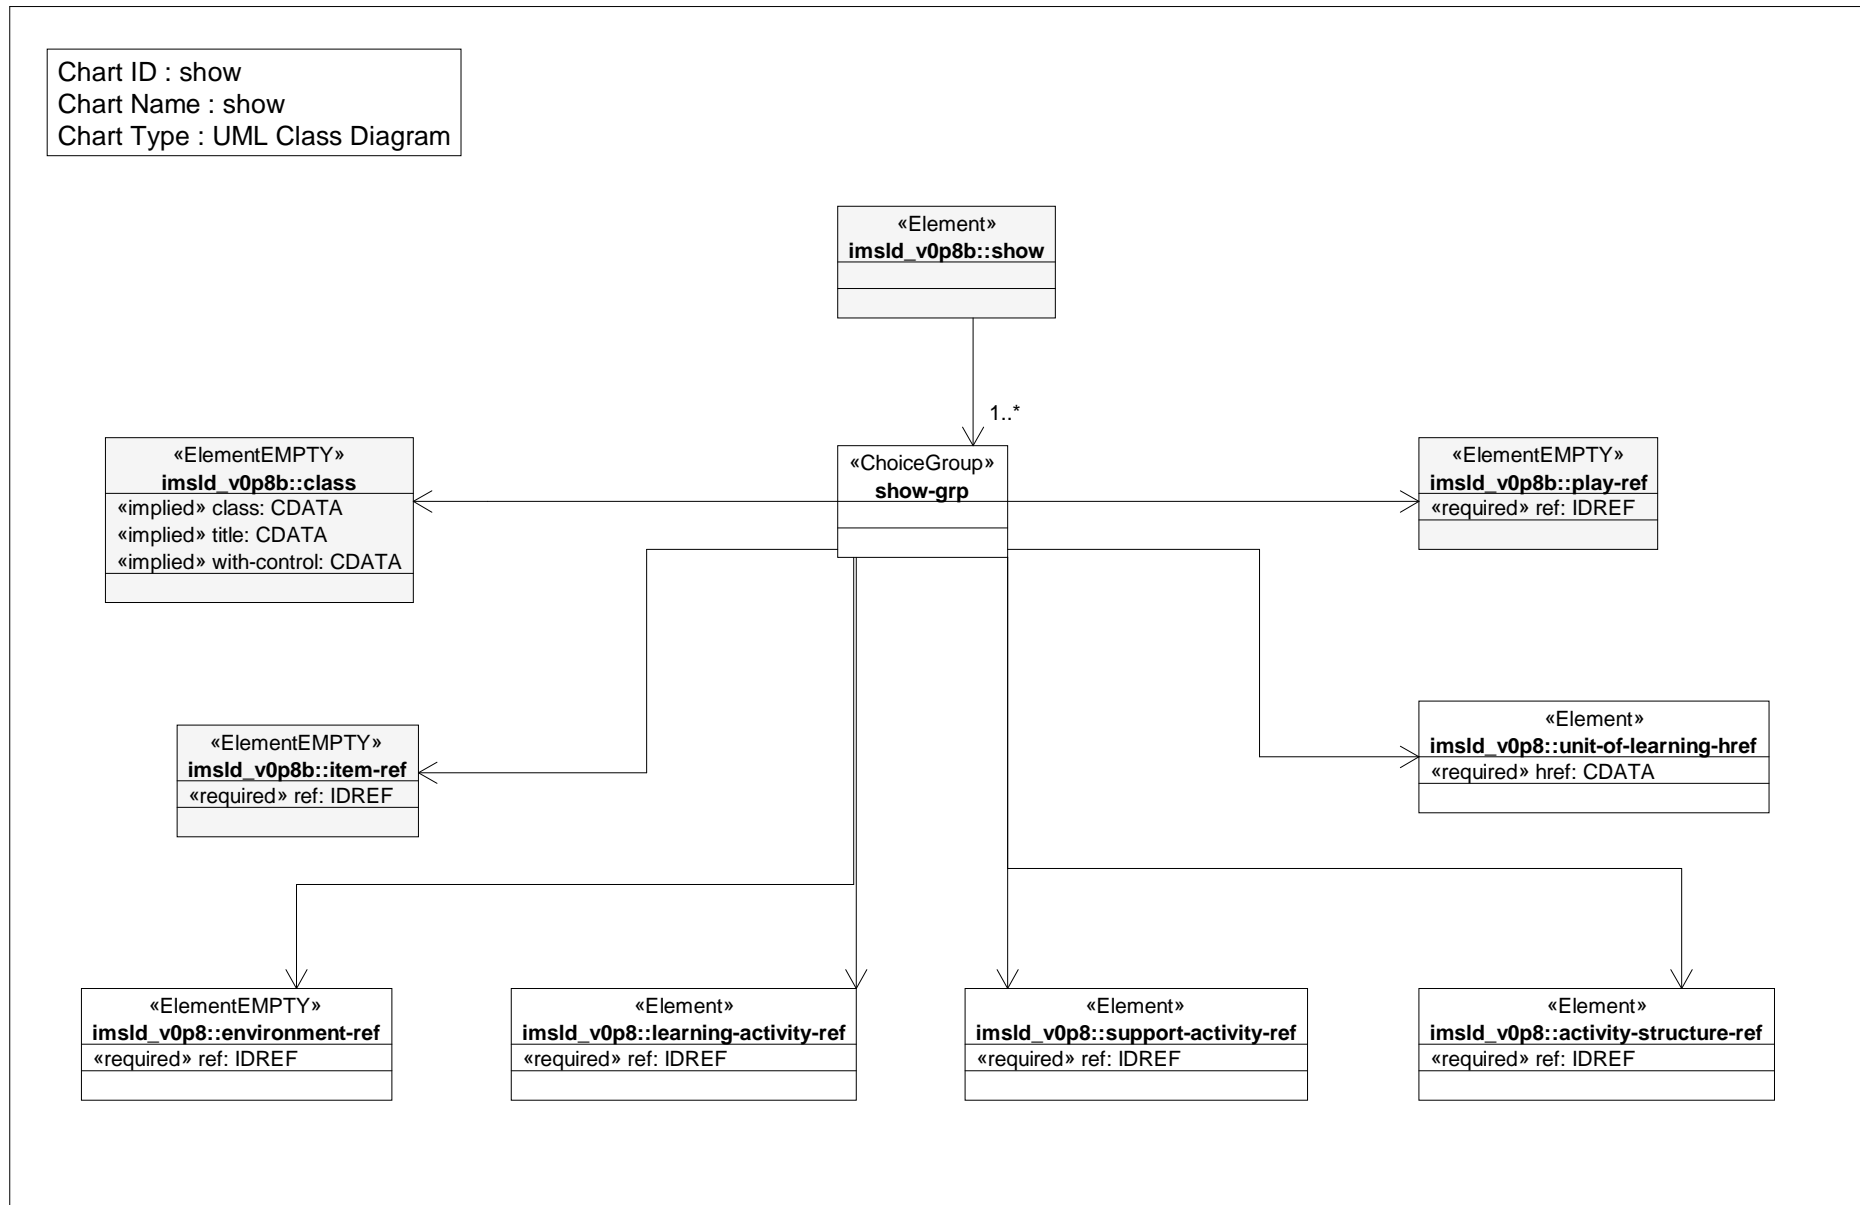 Chart ID : show
Chart Name : show
Chart Type : UML Class Diagram
«Element»
imsld_v0p8b::show
1..*
«ElementEMPTY»
imsld_v0p8b::class
«implied» class: CDATA
«implied» title: CDATA
«implied» with-control: CDATA
«ChoiceGroup»
show-grp
«ElementEMPTY»
imsld_v0p8b::play-ref
«required» ref: IDREF
«ElementEMPTY»
imsld_v0p8b::item-ref
«required» ref: IDREF
«Element»
imsld_v0p8::unit-of-learning-href
«required» href: CDATA
«ElementEMPTY»
imsld_v0p8::environment-ref
«required» ref: IDREF
«Element»
imsld_v0p8::learning-activity-ref
«required» ref: IDREF
«Element»
imsld_v0p8::support-activity-ref
«required» ref: IDREF
«Element»
imsld_v0p8::activity-structure-ref
«required» ref: IDREF